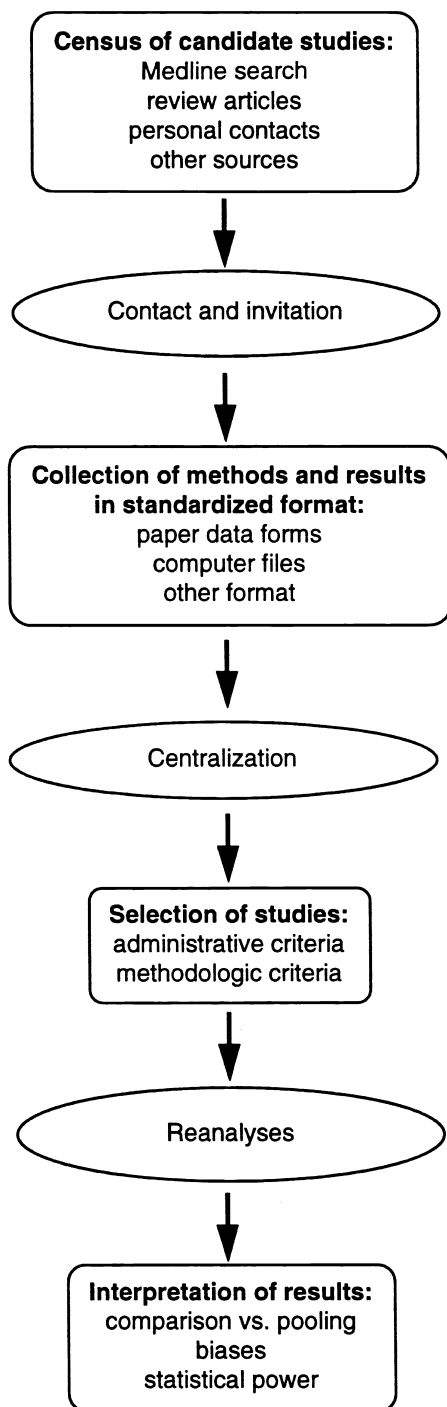 Census of candidate studies:
Medline search
review articles
personal contacts
other sources
Contact and invitation
Collection of methods and results
in standardized format:
paper data forms
computer files
other format
Centralization
Selection of studies:
administrative criteria
methodologic criteria
Reanalyses
Interpretation of results:
comparison vs. pooling
biases
statistical power